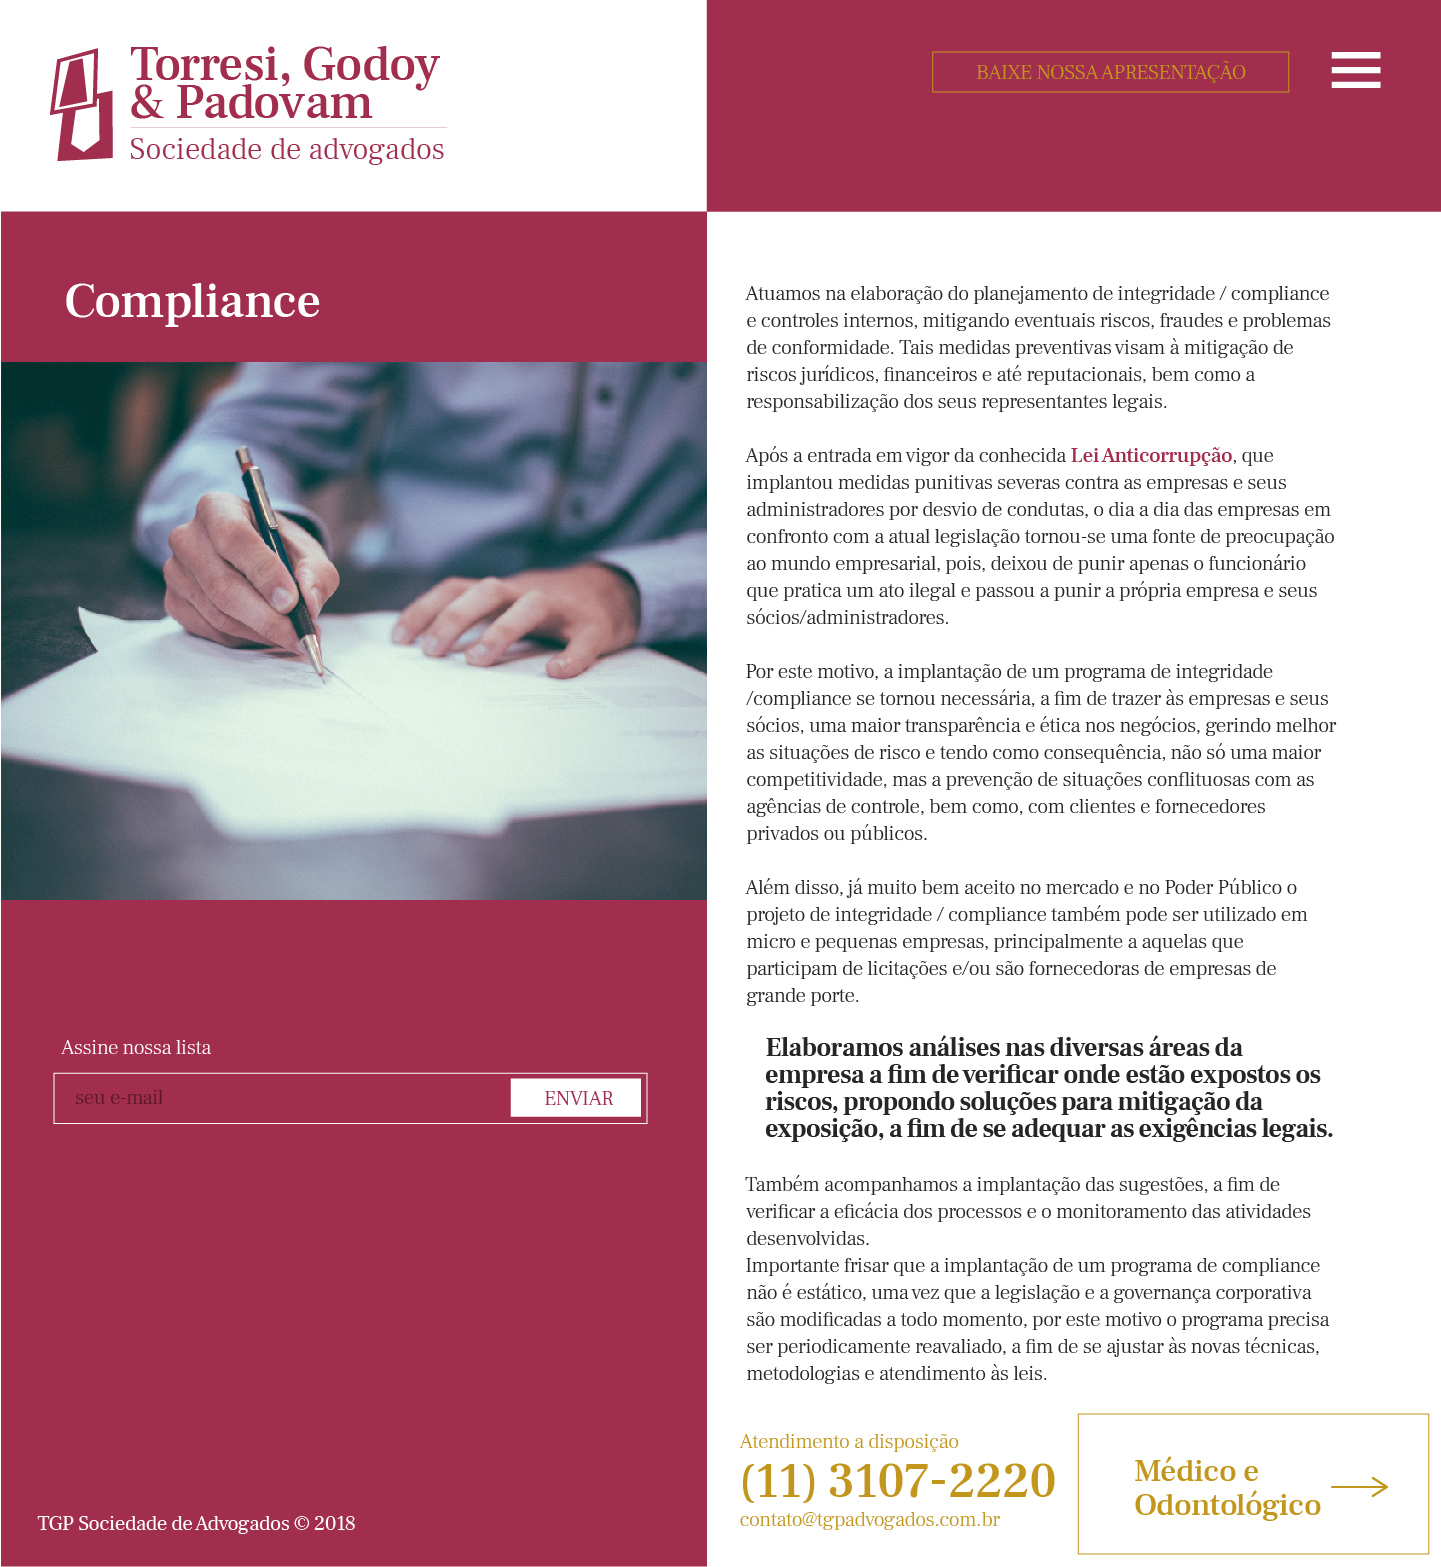 Torresi, Godoy
& Padovam
Sociedade de advogados
BAIXE NOSSA APRESENTAÇÃO
Compliance
Assine nossa lista
seu e-mail
ENVIAR
TGP Sociedade de Advogados © 2018
Atuamos na elaboração do planejamento de integridade / compliance
e controles internos, mitigando eventuais riscos, fraudes e problemas
de conformidade. Tais medidas preventivas visam à mitigação de
riscos jurídicos, financeiros e até reputacionais, bem como a
responsabilização dos seus representantes legais.
Após a entrada em vigor da conhecida Lei Anticorrupção, que
implantou medidas punitivas severas contra as empresas e seus
administradores por desvio de condutas, o dia a dia das empresas em
confronto com a atual legislação tornou-se uma fonte de preocupação
ao mundo empresarial, pois, deixou de punir apenas o funcionário
que pratica um ato ilegal e passou a punir a própria empresa e seus
sócios/administradores.
Por este motivo, a implantação de um programa de integridade
/compliance se tornou necessária, a fim de trazer às empresas e seus
sócios, uma maior transparência e ética nos negócios, gerindo melhor
as situações de risco e tendo como consequência, não só uma maior
competitividade, mas a prevenção de situações conflituosas com as
agências de controle, bem como, com clientes e fornecedores
privados ou públicos.
Além disso, já muito bem aceito no mercado e no Poder Público o
projeto de integridade / compliance também pode ser utilizado em
micro e pequenas empresas, principalmente a aquelas que
participam de licitações e/ou são fornecedoras de empresas de
grande porte.
Elaboramos análises nas diversas áreas da
empresa a fim de verificar onde estão expostos os
riscos, propondo soluções para mitigação da
exposição, a fim de se adequar as exigências legais.
Também acompanhamos a implantação das sugestões, a fim de
verificar a eficácia dos processos e o monitoramento das atividades
desenvolvidas.
Importante frisar que a implantação de um programa de compliance
não é estático, uma vez que a legislação e a governança corporativa
são modificadas a todo momento, por este motivo o programa precisa
ser periodicamente reavaliado, a fim de se ajustar às novas técnicas,
metodologias e atendimento às leis.
Atendimento a disposição
(11) 3107-2220
contato@tgpadvogados.com.br
Médico e
Odontológico